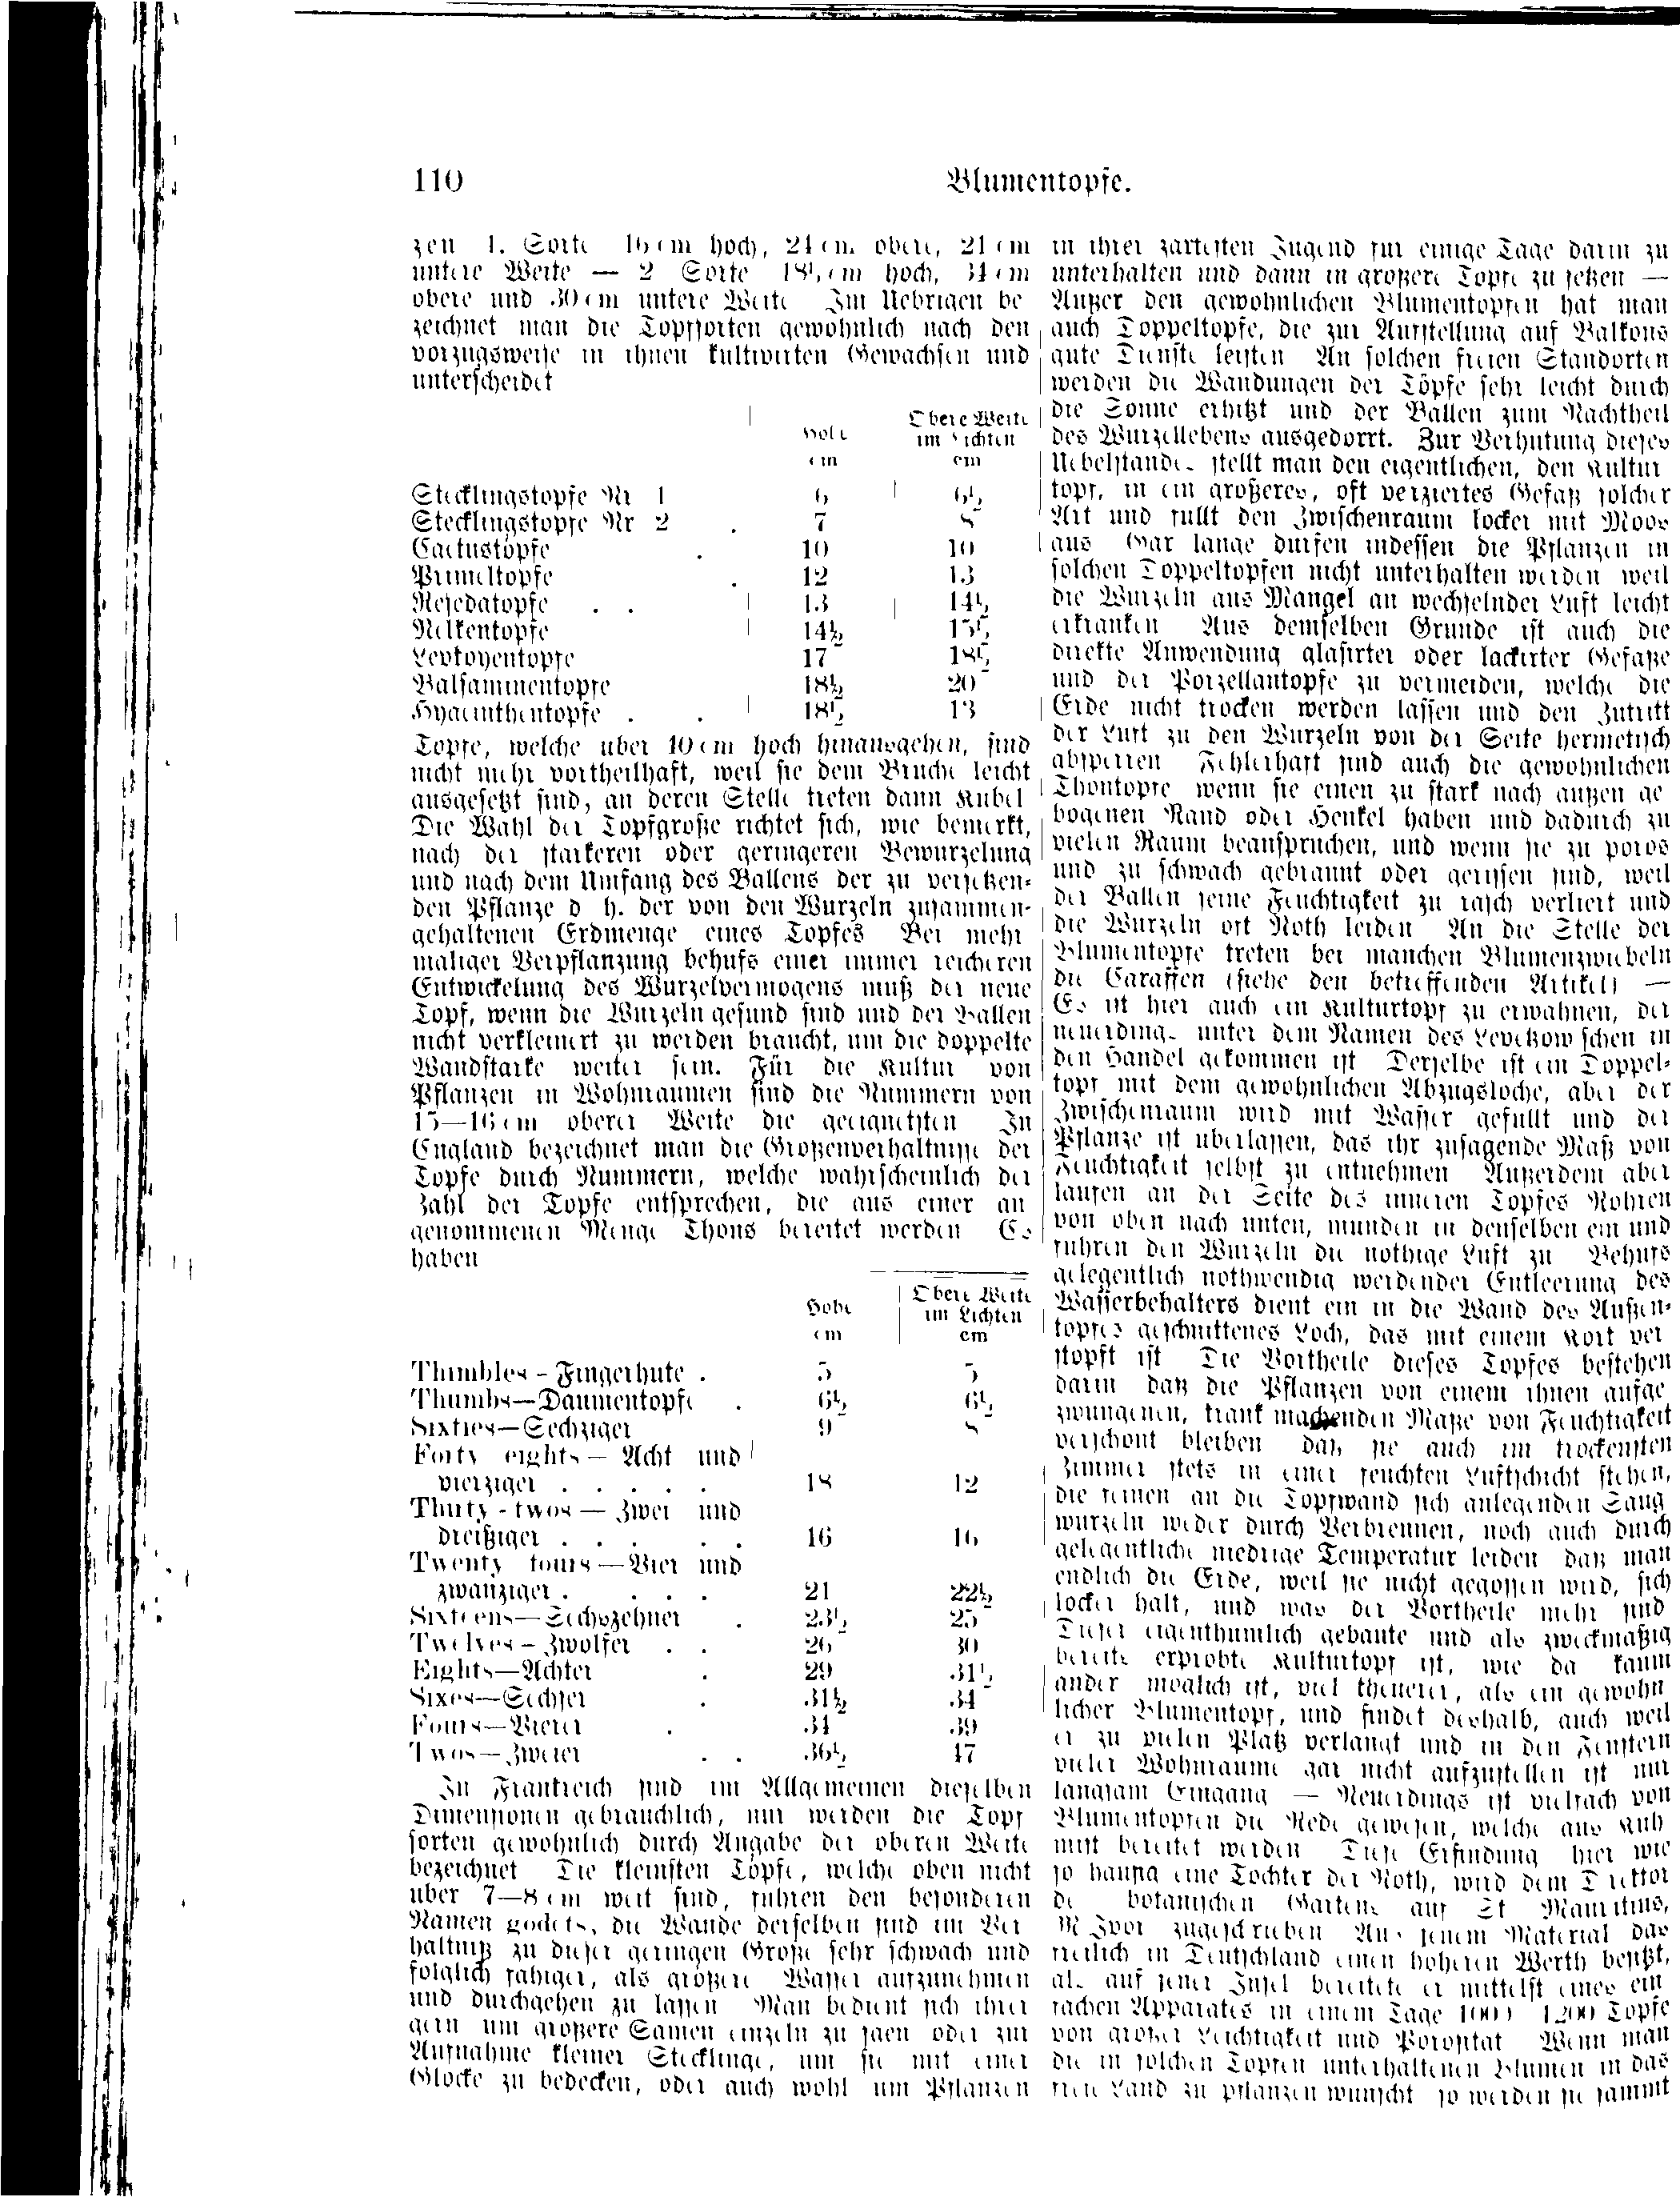 110
Blumentöpfe.
zen 1. Sorte 16 cm hoch, 24 cm obere, 21 cm
untere Weite — 2 Sorte 18½ cm hoch, 34 cm
obere und 30 cm untere Weite Im Uebrigen be
zeichnet man die Topfsorten gewöhnlich nach den
vorzugsweise in ihnen kultivirten Gewächsen und
unterscheidet
Höhe Obere Weite
im Lichten
cm cm
Stecklingstöpfe Nr 1 6 6½
Stecklingstöpfe Nr 2 . 7 8
Cactustöpfe . 10 10
Primeltöpfe . 12 13
Resedatöpfe . . 13 14½
Nelkentöpfe 14½ 15½
Levkoyentöpfe 17 18½
Balsaminentöpfe 18½ 20
Hyacinthentöpfe . . 18½ 13
Töpfe, welche über 40 cm hoch hinausgehen, sind
nicht mehr vortheilhaft, weil sie dem Bruche leicht
ausgesetzt sind, an deren Stelle treten dann Kübel
Die Wahl der Topfgröße richtet sich, wie bemerkt,
nach der stärkeren oder geringeren Bewurzelung
und nach dem Umfang des Ballens der zu versetzen-
den Pflanze d h. der von den Wurzeln zusammen-
gehaltenen Erdmenge eines Topfes Bei mehr
maliger Verpflanzung behufs einer immer reicheren
Entwickelung des Wurzelvermögens muß der neue
Topf, wenn die Wurzeln gesund sind und der Ballen
nicht verkleinert zu werden braucht, um die doppelte
Wandstärke weiter sein. Für die Kultur von
Pflanzen in Wohnräumen sind die Nummern von
15—16 cm oberer Weite die geeignetsten In
England bezeichnet man die Größenverhältnisse der
Töpfe durch Nummern, welche wahrscheinlich der
Zahl der Töpfe entsprechen, die aus einer an
genommenen Menge Thons bereitet werden Es
haben
Höhe Obere Weite
im Lichten
cm cm
Thimbles - Fingerhüte . 5 5
Thumbs—Daumentöpfe . 6½ 6½
Sixties—Sechziger 9 8
Forty eights — Acht und
vierziger . . . . . 18 12
Thirty-twos — Zwei und
dreißiger . . . . . 16 16
Twenty fours — Vier und
zwanziger . . . . 21 22½
Sixteens—Sechszehner . 23½ 25
Twelves - Zwölfer . . 26 30
Eights—Achter . 29 31½
Sixes—Sechser . 31½ 34
Fours—Vierer . 34 39
Twos—Zweier . . 36½ 47
In Frankreich sind im Allgemeinen dieselben
Dimensionen gebräuchlich, nur werden die Topf
sorten gewöhnlich durch Angabe der oberen Weite
bezeichnet Die kleinsten Töpfe, welche oben nicht
über 7—8 cm weit sind, führen den besonderen
Namen godets, die Wände derselben sind im Ver
hältniß zu dieser geringen Größe sehr schwach und
folglich fähiger, als größere Wasser aufzunehmen
und durchgehen zu lassen Man bedient sich ihrer
gern um größere Samen einzeln zu säen oder zur
Aufnahme kleiner Stecklinge, um sie mit einer
Glocke zu bedecken, oder auch wohl um Pflanzen
in ihrer zartesten Jugend für einige Tage darin zu
unterhalten und dann in größere Töpfe zu setzen —
Außer den gewöhnlichen Blumentöpfen hat man
auch Doppeltöpfe, die zur Aufstellung auf Balkons
gute Dienste leisten An solchen freien Standorten
werden die Wandungen der Töpfe sehr leicht durch
die Sonne erhitzt und der Ballen zum Nachtheil
des Wurzellebens ausgedorrt. Zur Verhütung dieses
Uebelstandes stellt man den eigentlichen, den Kultur
topf, in ein größeres, oft verziertes Gefäß solcher
Art und füllt den Zwischenraum locker mit Moos
aus Gar lange dürfen indessen die Pflanzen in
solchen Doppeltöpfen nicht unterhalten werden weil
die Wurzeln aus Mangel an wechselnder Luft leicht
erkranken Aus demselben Grunde ist auch die
direkte Anwendung glasirter oder lackirter Gefäße
und der Porzellantöpfe zu vermeiden, welche die
Erde nicht trocken werden lassen und den Zutritt
der Luft zu den Wurzeln von der Seite hermetisch
absperren Fehlerhaft sind auch die gewöhnlichen
Thontöpfe wenn sie einen zu stark nach außen ge
bogenen Rand oder Henkel haben und dadurch zu
vielen Raum beanspruchen, und wenn sie zu porös
und zu schwach gebrannt oder gerissen sind, weil
der Ballen seine Feuchtigkeit zu rasch verliert und
die Wurzeln oft Noth leiden An die Stelle der
Blumentöpfe treten bei manchen Blumenzwiebeln
die Caraffen (siehe den betreffenden Artikel) —
Es ist hier auch ein Kulturtopf zu erwähnen, der
neuerdings unter dem Namen des Levetzow schen in
den Handel gekommen ist Derselbe ist ein Doppel-
topf mit dem gewöhnlichen Abzugsloche, aber der
Zwischenraum wird mit Wasser gefüllt und der
Pflanze ist überlassen, das ihr zusagende Maß von
Feuchtigkeit selbst zu entnehmen Außerdem aber
laufen an der Seite des inneren Topfes Röhren
von oben nach unten, münden in denselben ein und
führen den Wurzeln die nöthige Luft zu Behufs
gelegentlich nothwendig werdender Entleerung des
Wasserbehälters dient ein in die Wand des Außen-
topfes geschnittenes Loch, das mit einem Kork ver
stopft ist Die Vortheile dieses Topfes bestehen
darin daß die Pflanzen von einem ihnen aufge
zwungenen, krank machenden Maße von Feuchtigkeit
verschont bleiben daß sie auch im trockensten
Zimmer stets in einer feuchten Luftschicht stehen,
die feinen an die Topfwand sich anlegenden Saug
wurzeln weder durch Verbrennen, noch auch durch
gelegentliche niedrige Temperatur leiden daß man
endlich die Erde, weil sie nicht gegossen wird, sich
locker hält, und was der Vortheile mehr sind
Dieser eigenthümlich gebaute und als zweckmäßig
bereits erprobte Kulturtopf ist, wie da kaum
ander möglich ist, viel theuerer, als ein gewöhn
licher Blumentopf, und findet deshalb, auch weil
er zu vielen Platz verlangt und in den Fenstern
vieler Wohnräume gar nicht aufzustellen ist nur
langsam Eingang — Neuerdings ist vielfach von
Blumentöpfen die Rede gewesen, welche aus Kuh
mist bereitet werden Diese Erfindung hier wie
so häufig eine Tochter der Noth, wird dem Direktor
de botanischen Gartens auf St Mauritius,
M Ivor zugeschrieben Aus jenem Material das
freilich in Deutschland einen höheren Werth besitzt,
als auf jener Insel bereitete er mittelst eines ein
fachen Apparates in einem Tage 1000 1200 Töpfe
von großer Leichtigkeit und Porosität Wenn man
die in solchen Töpfen unterhaltenen Blumen in das
freie Land zu pflanzen wünscht so werden sie sammt